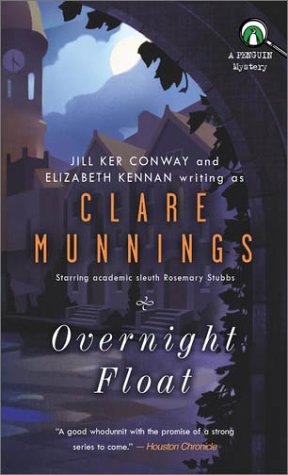 A PENGUIN
Mystery
JILL KER CONWAY and
ELIZABETH KENNAN writing as
CLARE
MUNNINGS
Starring academic sleuth Rosemary Stubbs
Overnight
Float
"A good whodunit with the promise of a strong
series to come." — Houston Chronicle